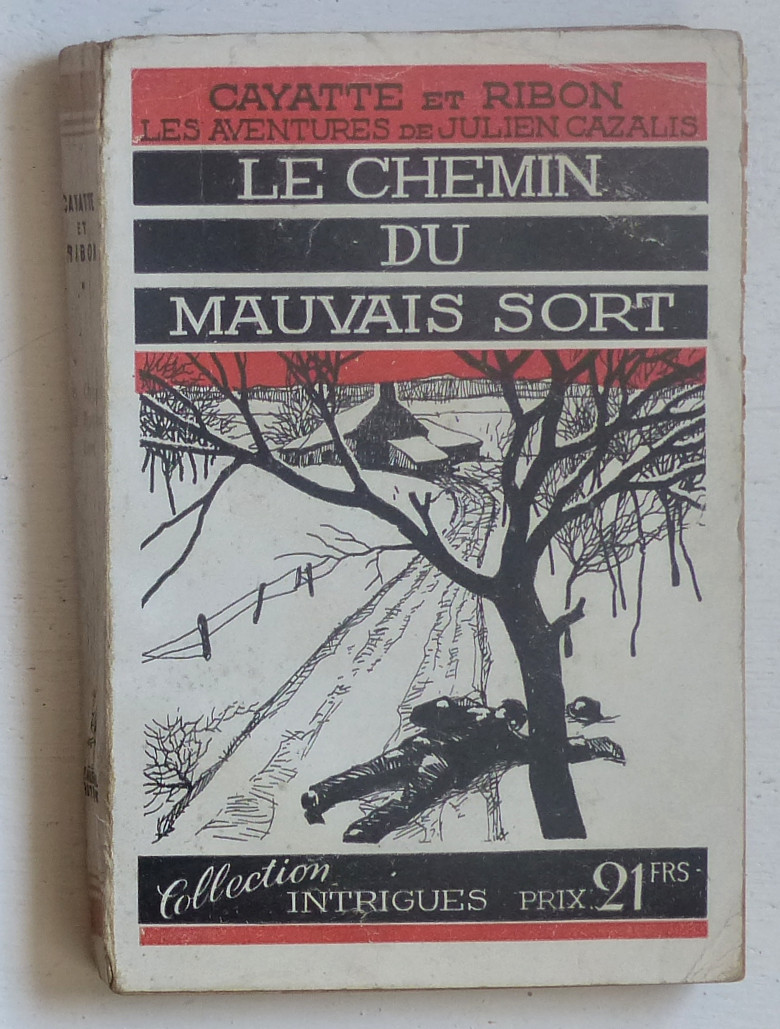 CAYATTE ET RIBON
LES AVENTURES DE JULIEN CAZALIS
LE CHEMIN
DU
MAUVAIS SORT
Collection
INTRIGUES PRIX. 21 FRS
CAYATTE
ET
RIBON